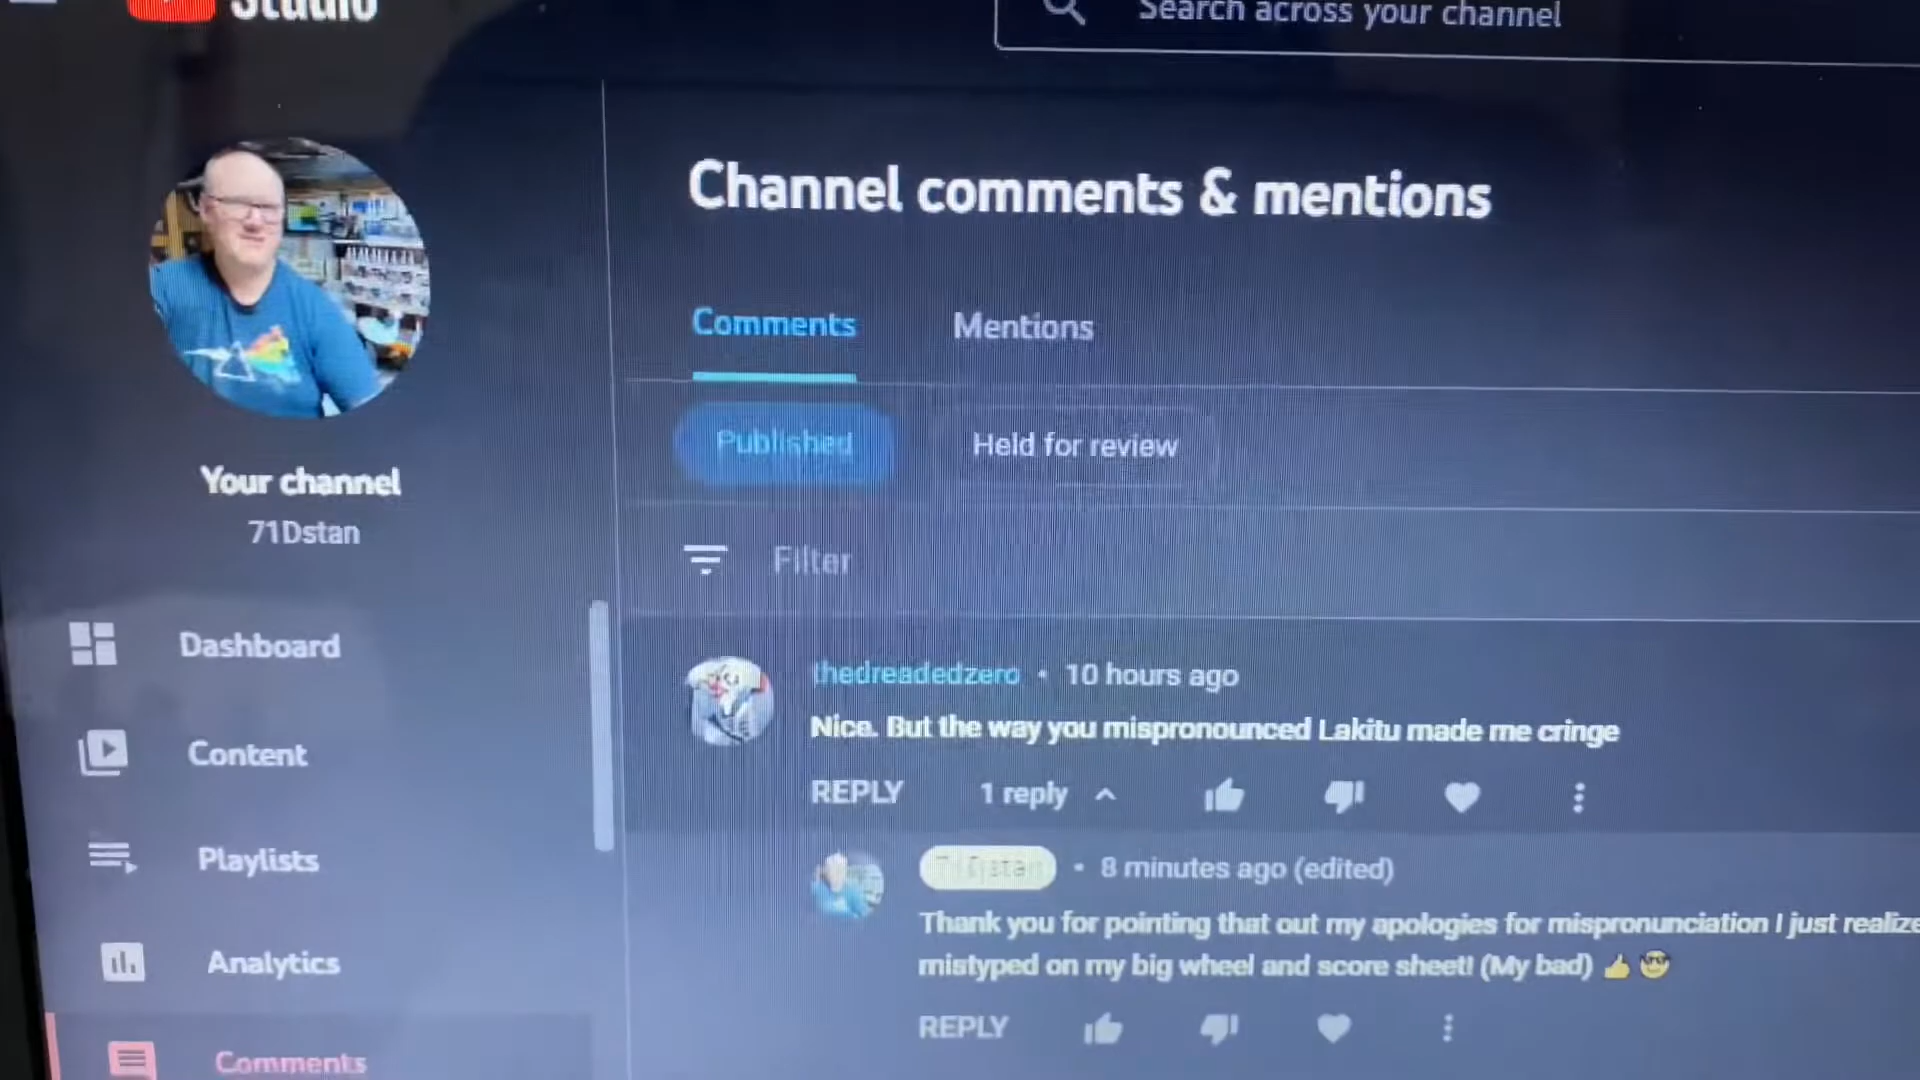 Studio
Search across your channel
Channel comments & mentions
Comments
Mentions
Published
Held for review
Your channel
71Dstan
Filter
Dashboard
thedreadedzero • 10 hours ago
Nice. But the way you mispronounced Lakitu made me cringe
Content
REPLY
1 reply
Playlists
71Dstan • 8 minutes ago (edited)
Thank you for pointing that out my apologies for mispronunciation I just realize
mistyped on my big wheel and score sheet! (My bad) 👍 😎
Analytics
REPLY
Comments